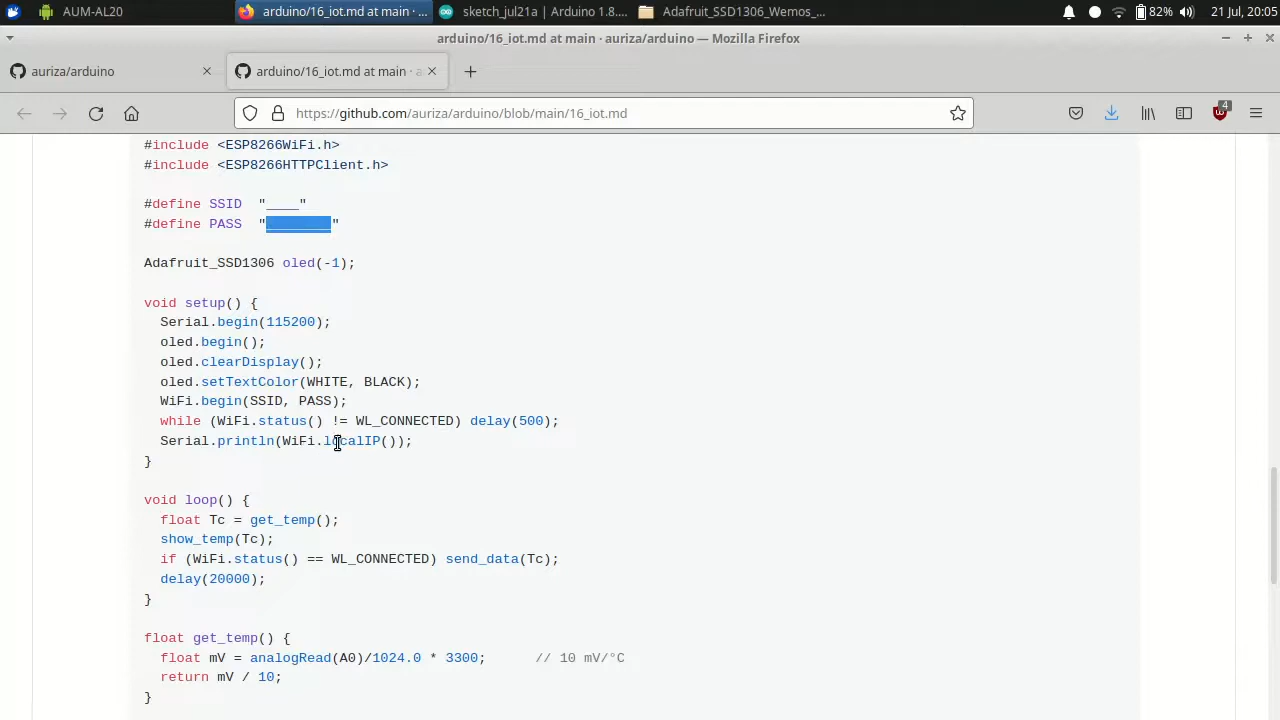 AUM-AL20
arduino/16_iot.md at main · ...
sketch_jul21a | Arduino 1.8....
Adafruit_SSD1306_Wemos_...
82%
21 Jul, 20:05
arduino/16_iot.md at main · auriza/arduino — Mozilla Firefox
auriza/arduino
arduino/16_iot.md at main · a
https://github.com/auriza/arduino/blob/main/16_iot.md
4
#include <ESP8266WiFi.h>
#include <ESP8266HTTPClient.h>
#define SSID  "____"
#define PASS  "________"
Adafruit_SSD1306 oled(-1);
void setup() {
  Serial.begin(115200);
  oled.begin();
  oled.clearDisplay();
  oled.setTextColor(WHITE, BLACK);
  WiFi.begin(SSID, PASS);
  while (WiFi.status() != WL_CONNECTED) delay(500);
  Serial.println(WiFi.localIP());
}
void loop() {
  float Tc = get_temp();
  show_temp(Tc);
  if (WiFi.status() == WL_CONNECTED) send_data(Tc);
  delay(20000);
}
float get_temp() {
  float mV = analogRead(A0)/1024.0 * 3300;      // 10 mV/°C
  return mV / 10;
}